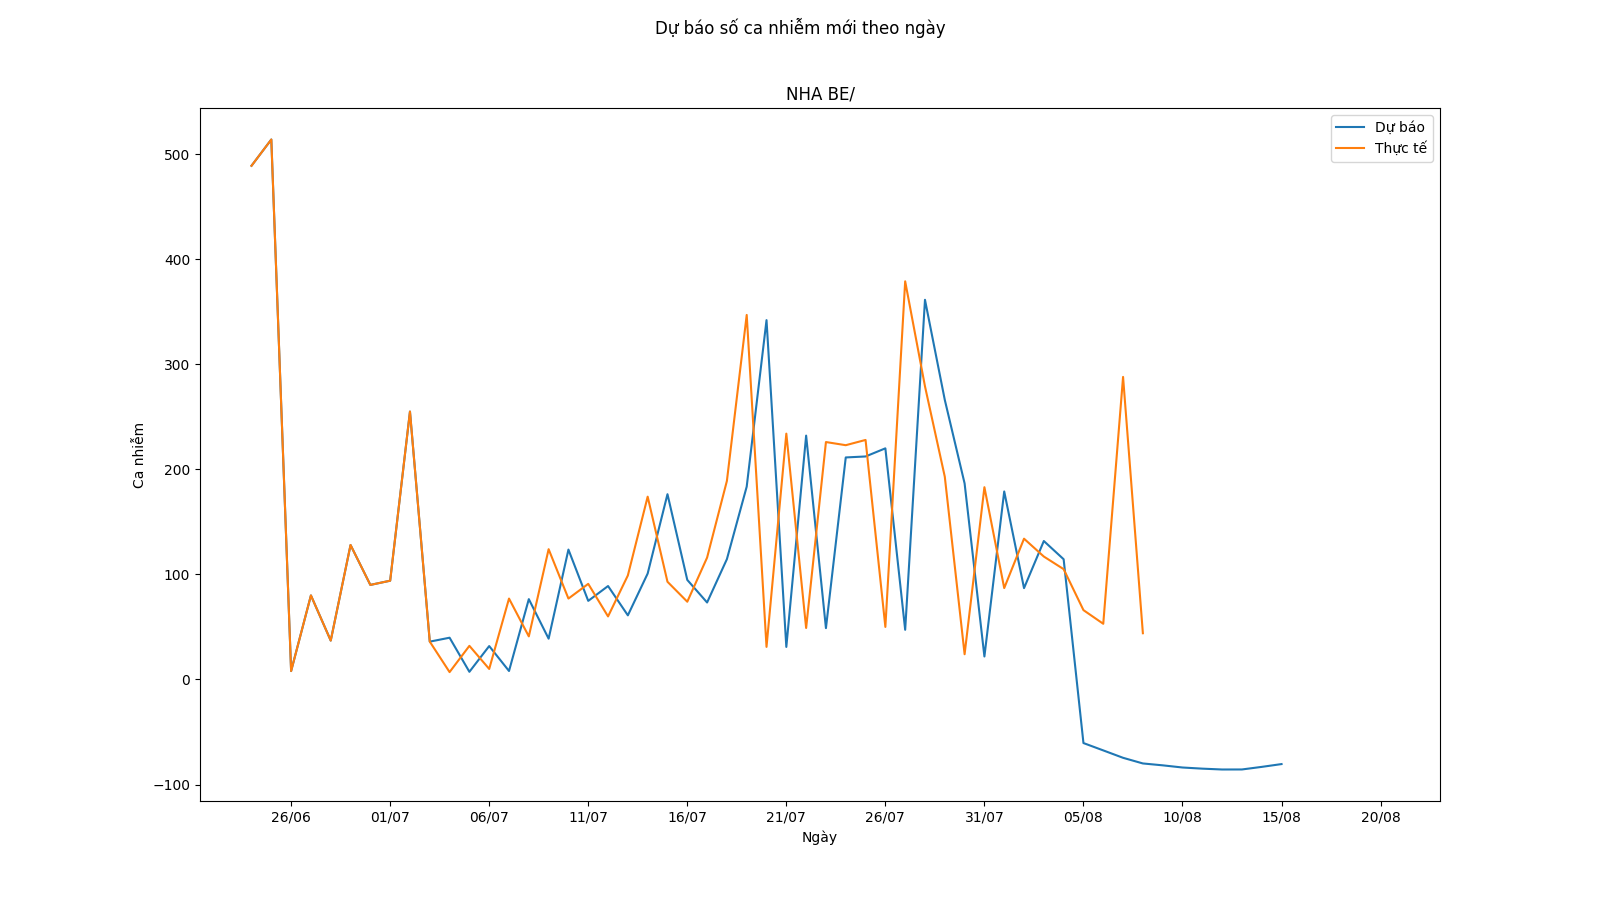 Dự báo số ca nhiễm mới theo ngày
NHA BE/
Dự báo
Thực tế
500
400
300
200
100
0
−100
Ca nhiễm
26/06 01/07 06/07 11/07 16/07 21/07 26/07 31/07 05/08 10/08 15/08 20/08
Ngày